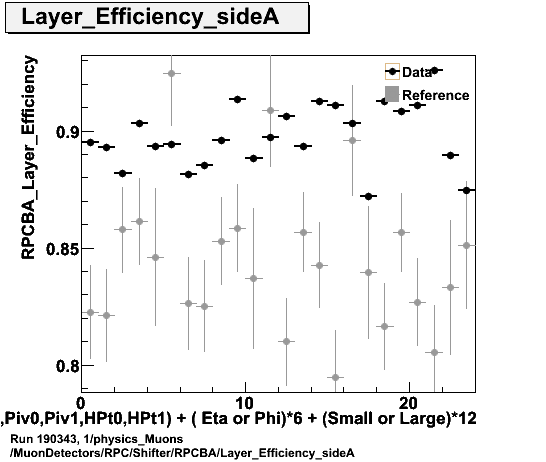 Layer_Efficiency_sideA
RPCBA_Layer_Efficiency
Data
Reference
0.9
0.85
0.8
0
10
20
,Piv0,Piv1,HPt0,HPt1) + ( Eta or Phi)*6 + (Small or Large)*12
Run 190343, 1/physics_Muons
/MuonDetectors/RPC/Shifter/RPCBA/Layer_Efficiency_sideA